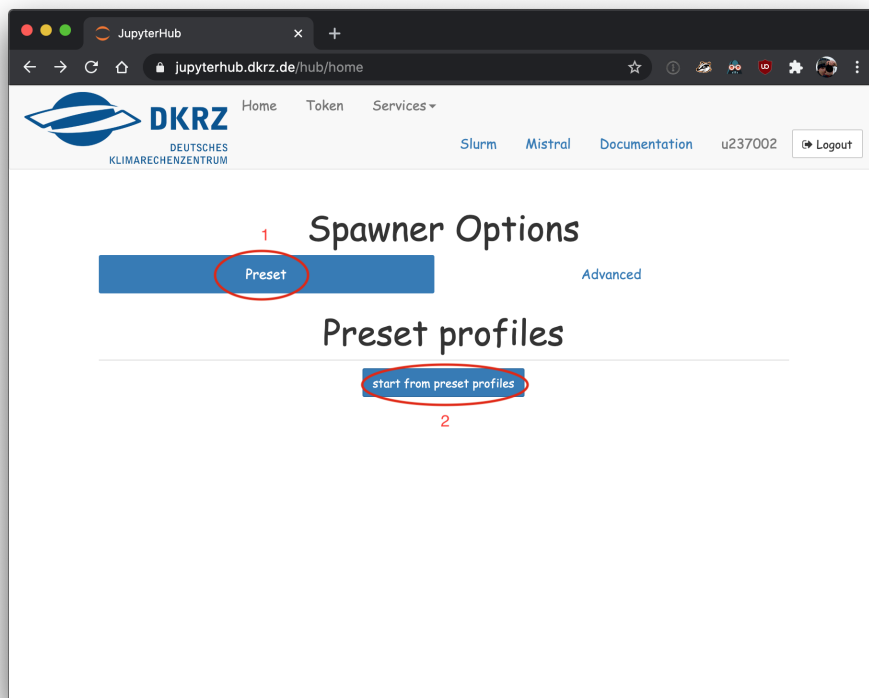 JupyterHub
jupyterhub.dkrz.de/hub/home
DKRZ
DEUTSCHES
KLIMARECHENZENTRUM
Home Token Services
Slurm Mistral Documentation u237002 Logout
Spawner Options
1
Preset Advanced
Preset profiles
start from preset profiles
2